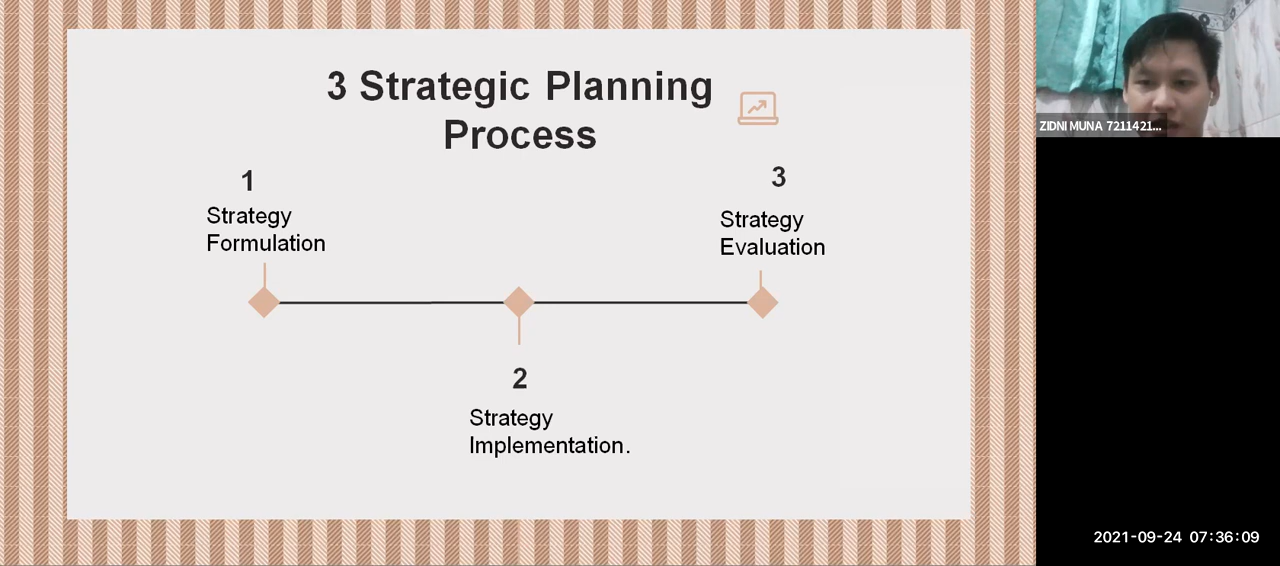 3 Strategic Planning
Process
1
Strategy
Formulation
2
Strategy
Implementation.
3
Strategy
Evaluation
ZIDNI MUNA 7211421...
2021-09-24 07:36:09